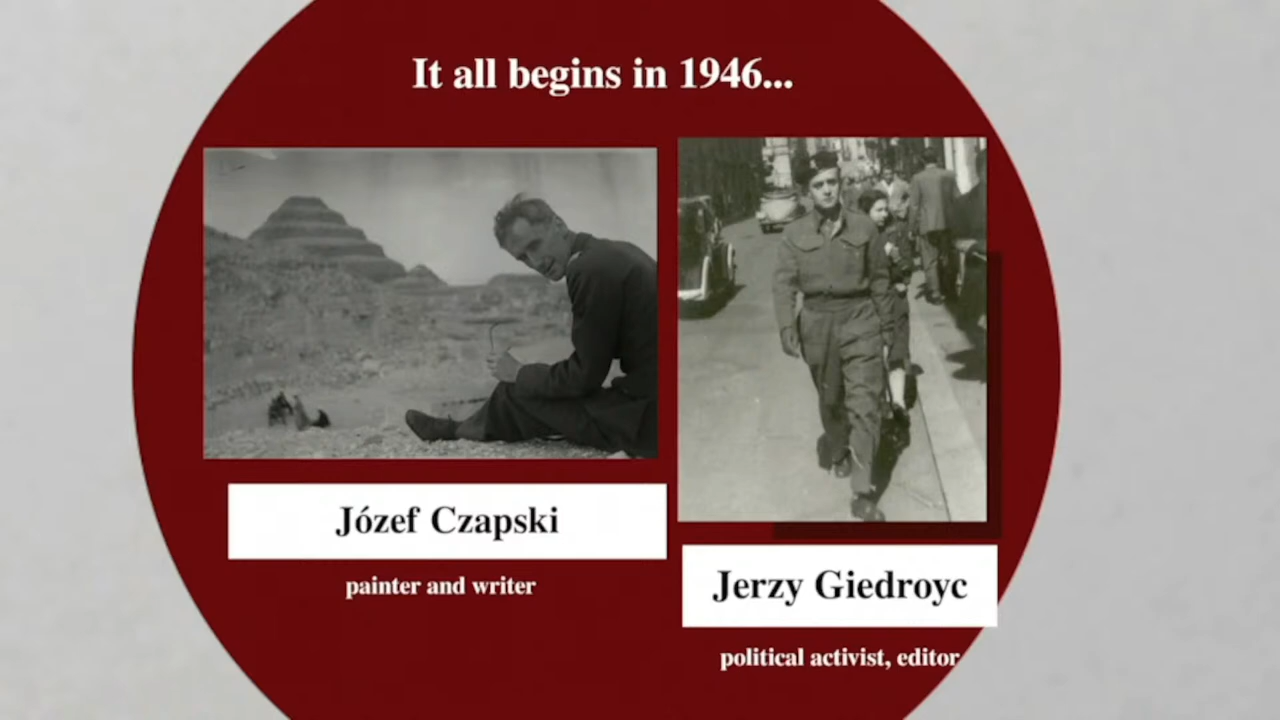 It all begins in 1946...
Józef Czapski
painter and writer
Jerzy Giedroyc
political activist, editor